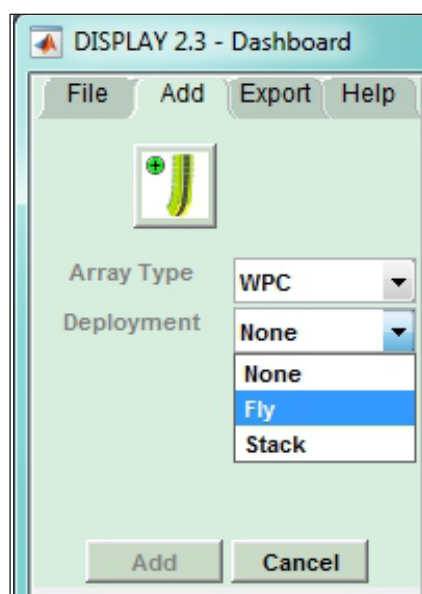 DISPLAY 2.3 - Dashboard
File Add Export Help
Array Type WPC
Deployment None
None
Fly
Stack
Add Cancel